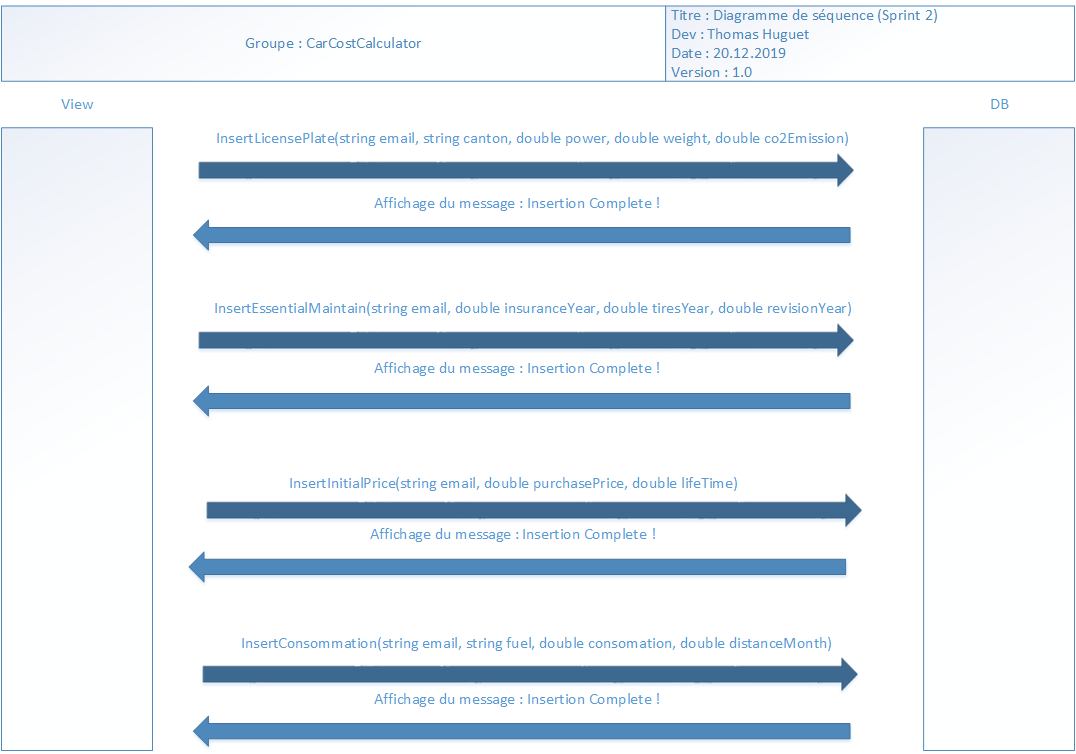 Groupe : CarCostCalculator
Titre : Diagramme de séquence (Sprint 2)
Dev : Thomas Huguet
Date : 20.12.2019
Version : 1.0
View
DB
InsertLicensePlate(string email, string canton, double power, double weight, double co2Emission)
Affichage du message : Insertion Complete !
InsertEssentialMaintain(string email, double insuranceYear, double tiresYear, double revisionYear)
Affichage du message : Insertion Complete !
InsertInitialPrice(string email, double purchasePrice, double lifeTime)
Affichage du message : Insertion Complete !
InsertConsommation(string email, string fuel, double consomation, double distanceMonth)
Affichage du message : Insertion Complete !